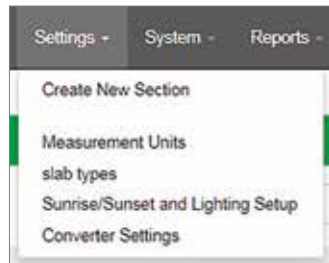 Settings - System - Reports -
Create New Section
Measurement Units
slab types
Sunrise/Sunset and Lighting Setup
Converter Settings